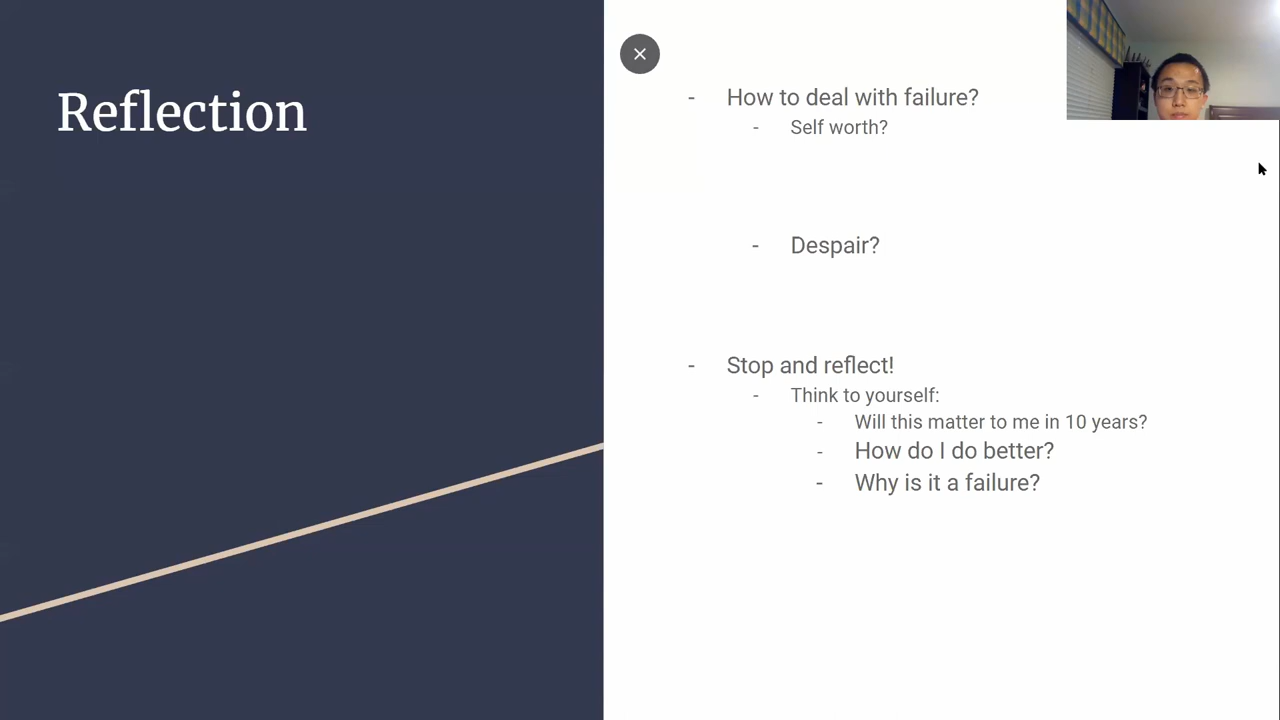 Reflection
- How to deal with failure?
- Self worth?
- Despair?
- Stop and reflect!
- Think to yourself:
- Will this matter to me in 10 years?
- How do I do better?
- Why is it a failure?